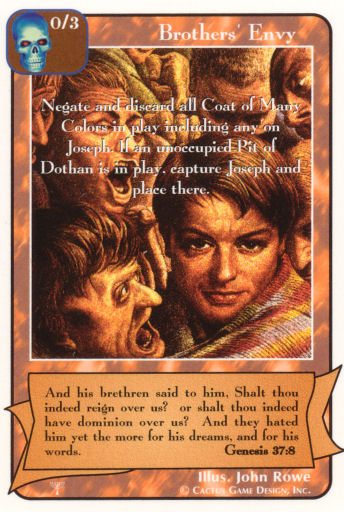 0/3
Brothers' Envy
Negate and discard all Coat of Many
Colors in play including any on
Joseph. If an unoccupied Pit of
Dothan is in play, capture Joseph and
place there.
And his brethren said to him, Shalt thou
indeed reign over us? or shalt thou indeed
have dominion over us? And they hated
him yet the more for his dreams, and for his
words. Genesis 37:8
Illus. John Rowe
© Cactus Game Design, Inc.